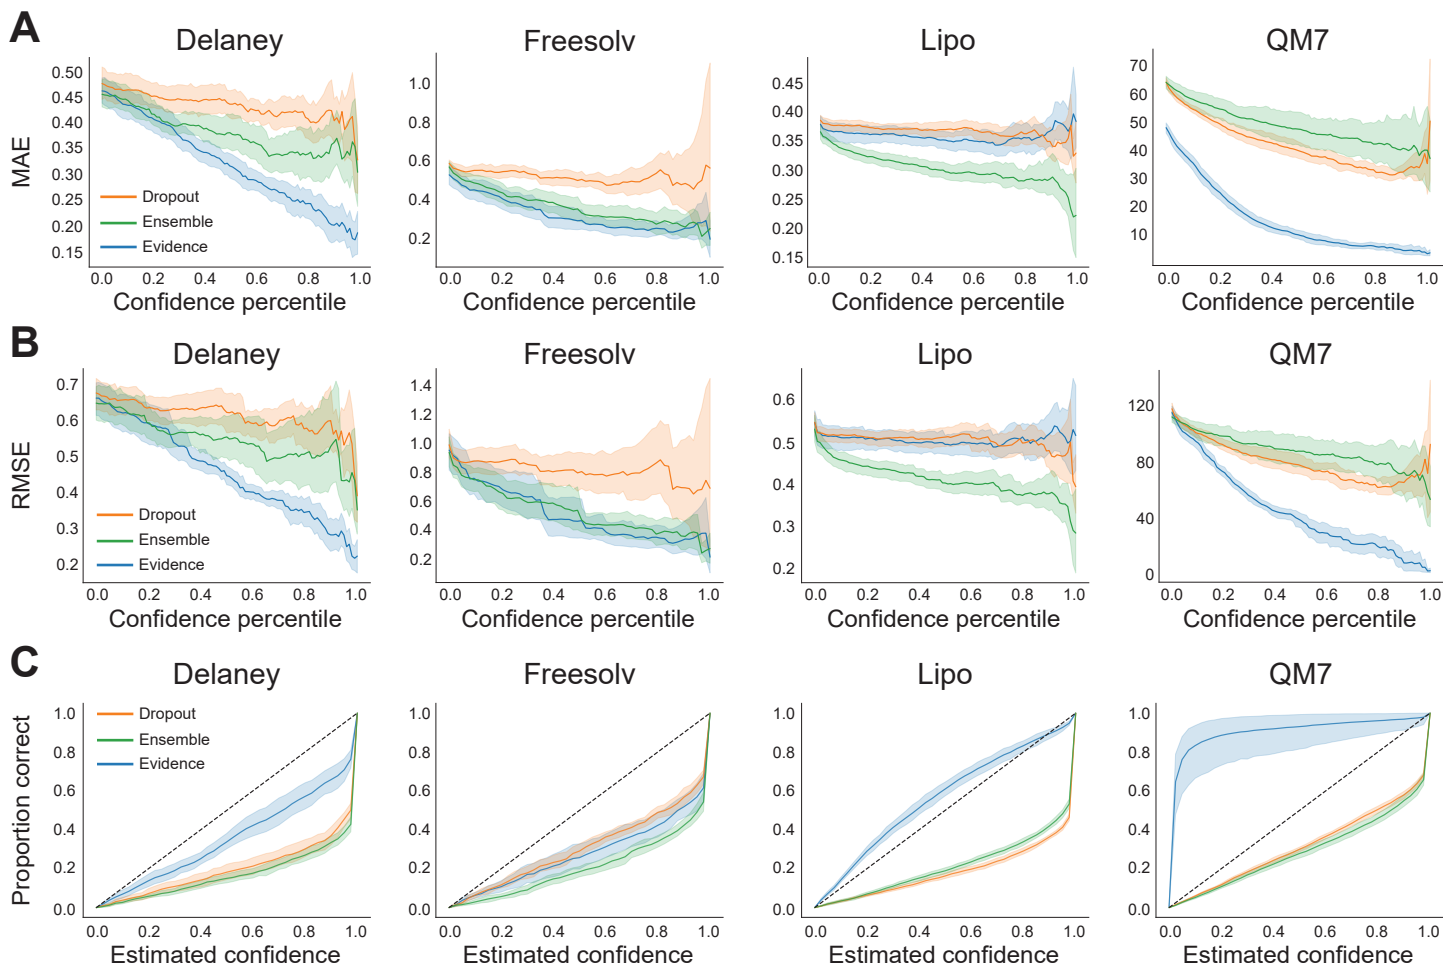 A
Delaney
Freesolv
Lipo
QM7
MAE
0.50
0.45
0.40
0.35
0.30
0.25
0.20
0.15
Dropout
Ensemble
Evidence
0.0 0.2 0.4 0.6 0.8 1.0
Confidence percentile
1.0
0.8
0.6
0.4
0.2
0.0 0.2 0.4 0.6 0.8 1.0
Confidence percentile
0.45
0.40
0.35
0.30
0.25
0.20
0.15
0.0 0.2 0.4 0.6 0.8 1.0
Confidence percentile
70
60
50
40
30
20
10
0.0 0.2 0.4 0.6 0.8 1.0
Confidence percentile
B
Delaney
Freesolv
Lipo
QM7
RMSE
0.7
0.6
0.5
0.4
0.3
0.2
Dropout
Ensemble
Evidence
0.0 0.2 0.4 0.6 0.8 1.0
Confidence percentile
1.4
1.2
1.0
0.8
0.6
0.4
0.2
0.0 0.2 0.4 0.6 0.8 1.0
Confidence percentile
0.6
0.5
0.4
0.3
0.2
0.0 0.2 0.4 0.6 0.8 1.0
Confidence percentile
120
80
40
0
0.0 0.2 0.4 0.6 0.8 1.0
Confidence percentile
C
Delaney
Freesolv
Lipo
QM7
Proportion correct
1.0
0.8
0.6
0.4
0.2
0.0
Dropout
Ensemble
Evidence
0.0 0.2 0.4 0.6 0.8 1.0
Estimated confidence
1.0
0.8
0.6
0.4
0.2
0.0
0.0 0.2 0.4 0.6 0.8 1.0
Estimated confidence
1.0
0.8
0.6
0.4
0.2
0.0
0.0 0.2 0.4 0.6 0.8 1.0
Estimated confidence
1.0
0.8
0.6
0.4
0.2
0.0
0.0 0.2 0.4 0.6 0.8 1.0
Estimated confidence